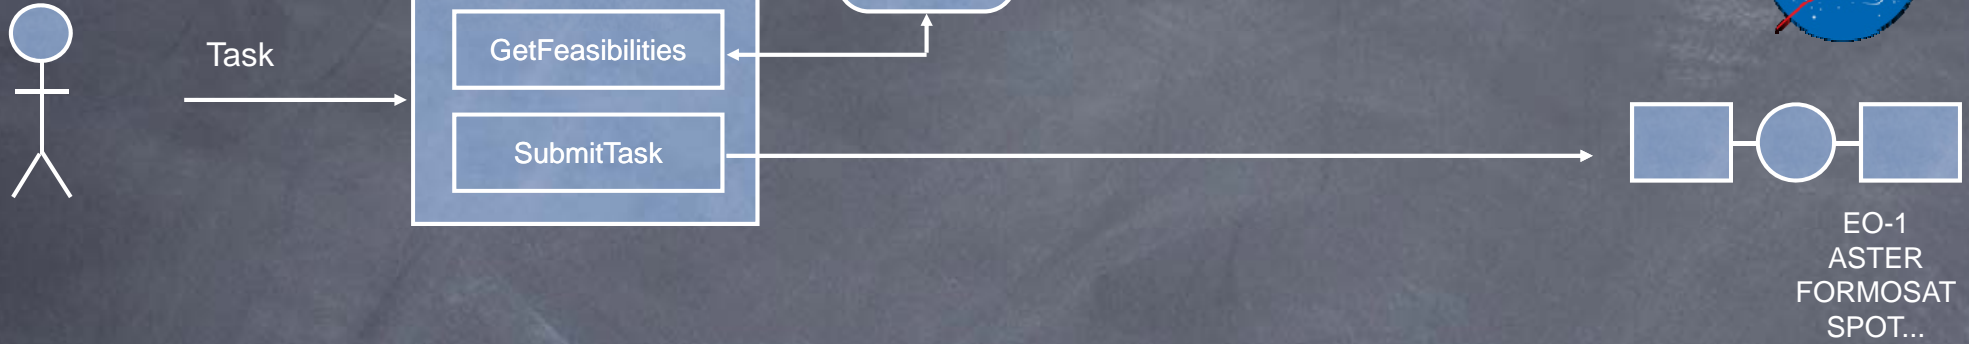 Task
GetFeasibilities
SubmitTask
EO-1
ASTER
FORMOSAT
SPOT...